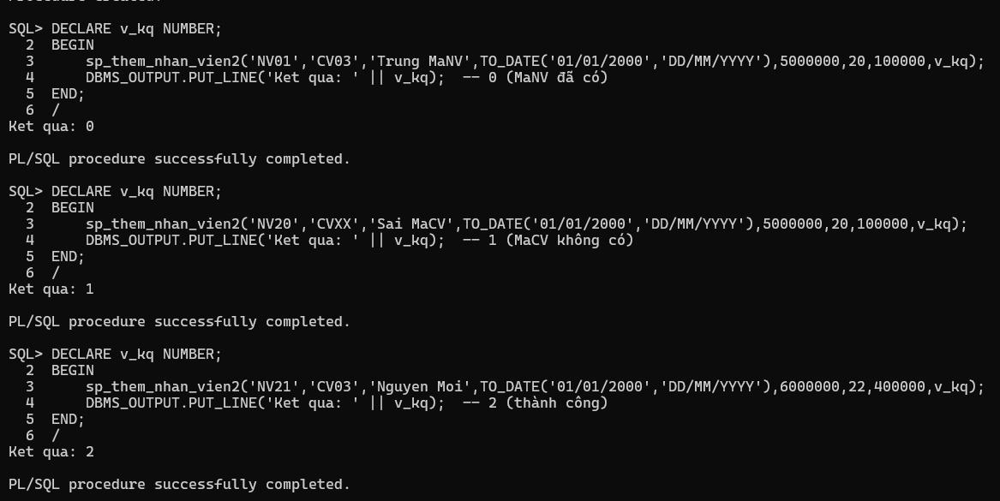 Procedure created.
SQL> DECLARE v_kq NUMBER;
  2  BEGIN
  3      sp_them_nhan_vien2('NV01','CV03','Trung MaNV',TO_DATE('01/01/2000','DD/MM/YYYY'),5000000,20,100000,v_kq);
  4      DBMS_OUTPUT.PUT_LINE('Ket qua: ' || v_kq);  -- 0 (MaNV đã có)
  5  END;
  6  /
Ket qua: 0
PL/SQL procedure successfully completed.
SQL> DECLARE v_kq NUMBER;
  2  BEGIN
  3      sp_them_nhan_vien2('NV20','CVXX','Sai MaCV',TO_DATE('01/01/2000','DD/MM/YYYY'),5000000,20,100000,v_kq);
  4      DBMS_OUTPUT.PUT_LINE('Ket qua: ' || v_kq);  -- 1 (MaCV không có)
  5  END;
  6  /
Ket qua: 1
PL/SQL procedure successfully completed.
SQL> DECLARE v_kq NUMBER;
  2  BEGIN
  3      sp_them_nhan_vien2('NV21','CV03','Nguyen Moi',TO_DATE('01/01/2000','DD/MM/YYYY'),6000000,22,400000,v_kq);
  4      DBMS_OUTPUT.PUT_LINE('Ket qua: ' || v_kq);  -- 2 (thành công)
  5  END;
  6  /
Ket qua: 2
PL/SQL procedure successfully completed.